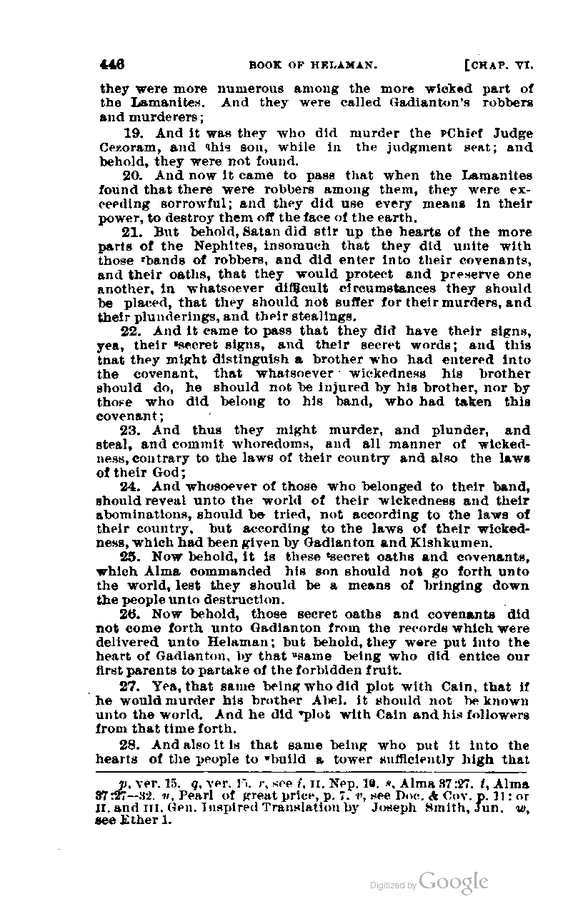 446 BOOK OF HELAMAN. [CHAP. VI.
they were more numerous among the more wicked part of
the Lamanites. And they were called Gadianton's robbers
and murderers;
19. And it was they who did murder the pChief Judge
Cezoram, and qhis son, while in the judgment seat; and
behold, they were not found.
20. And now it came to pass that when the Lamanites
found that there were robbers among them, they were ex-
ceeding sorrowful; and they did use every means in their
power, to destroy them off the face of the earth.
21. But behold, Satan did stir up the hearts of the more
parts of the Nephites, insomuch that they did unite with
those rbands of robbers, and did enter into their covenants,
and their oaths, that they would protect and preserve one
another, in whatsoever difficult circumstances they should
be placed, that they should not suffer for their murders, and
their plunderings, and their stealings.
22. And it came to pass that they did have their signs,
yea, their ssecret signs, and their secret words; and this
that they might distinguish a brother who had entered into
the covenant, that whatsoever wickedness his brother
should do, he should not be injured by his brother, nor by
those who did belong to his band, who had taken this
covenant;
23. And thus they might murder, and plunder, and
steal, and commit whoredoms, and all manner of wicked-
ness, contrary to the laws of their country and also the laws
of their God;
24. And whosoever of those who belonged to their band,
should reveal unto the world of their wickedness and their
abominations, should be tried, not according to the laws of
their country, but according to the laws of their wicked-
ness, which had been given by Gadianton and Kishkumen.
25. Now behold, it is these tsecret oaths and covenants,
which Alma commanded his son should not go forth unto
the world, lest they should be a means of bringing down
the people unto destruction.
26. Now behold, those secret oaths and covenants did
not come forth unto Gadianton from the records which were
delivered unto Helaman; but behold, they were put into the
heart of Gadianton, by that usame being who did entice our
first parents to partake of the forbidden fruit.
27. Yea, that same being who did plot with Cain, that if
he would murder his brother Abel, it should not be known
unto the world. And he did vplot with Cain and his followers
from that time forth.
28. And also it is that same being who put it into the
hearts of the people to wbuild a tower sufficiently high that
p, ver. 15. q, ver. 15. r, see f, II. Nep. 10. s, Alma 37:27. t, Alma
37:27—32. u, Pearl of great price, p. 7. v, see Doc. & Cov. p. 11: or
II. and III. Gen. Inspired Translation by Joseph Smith, Jun. w,
see Ether 1.
Digitized by Google